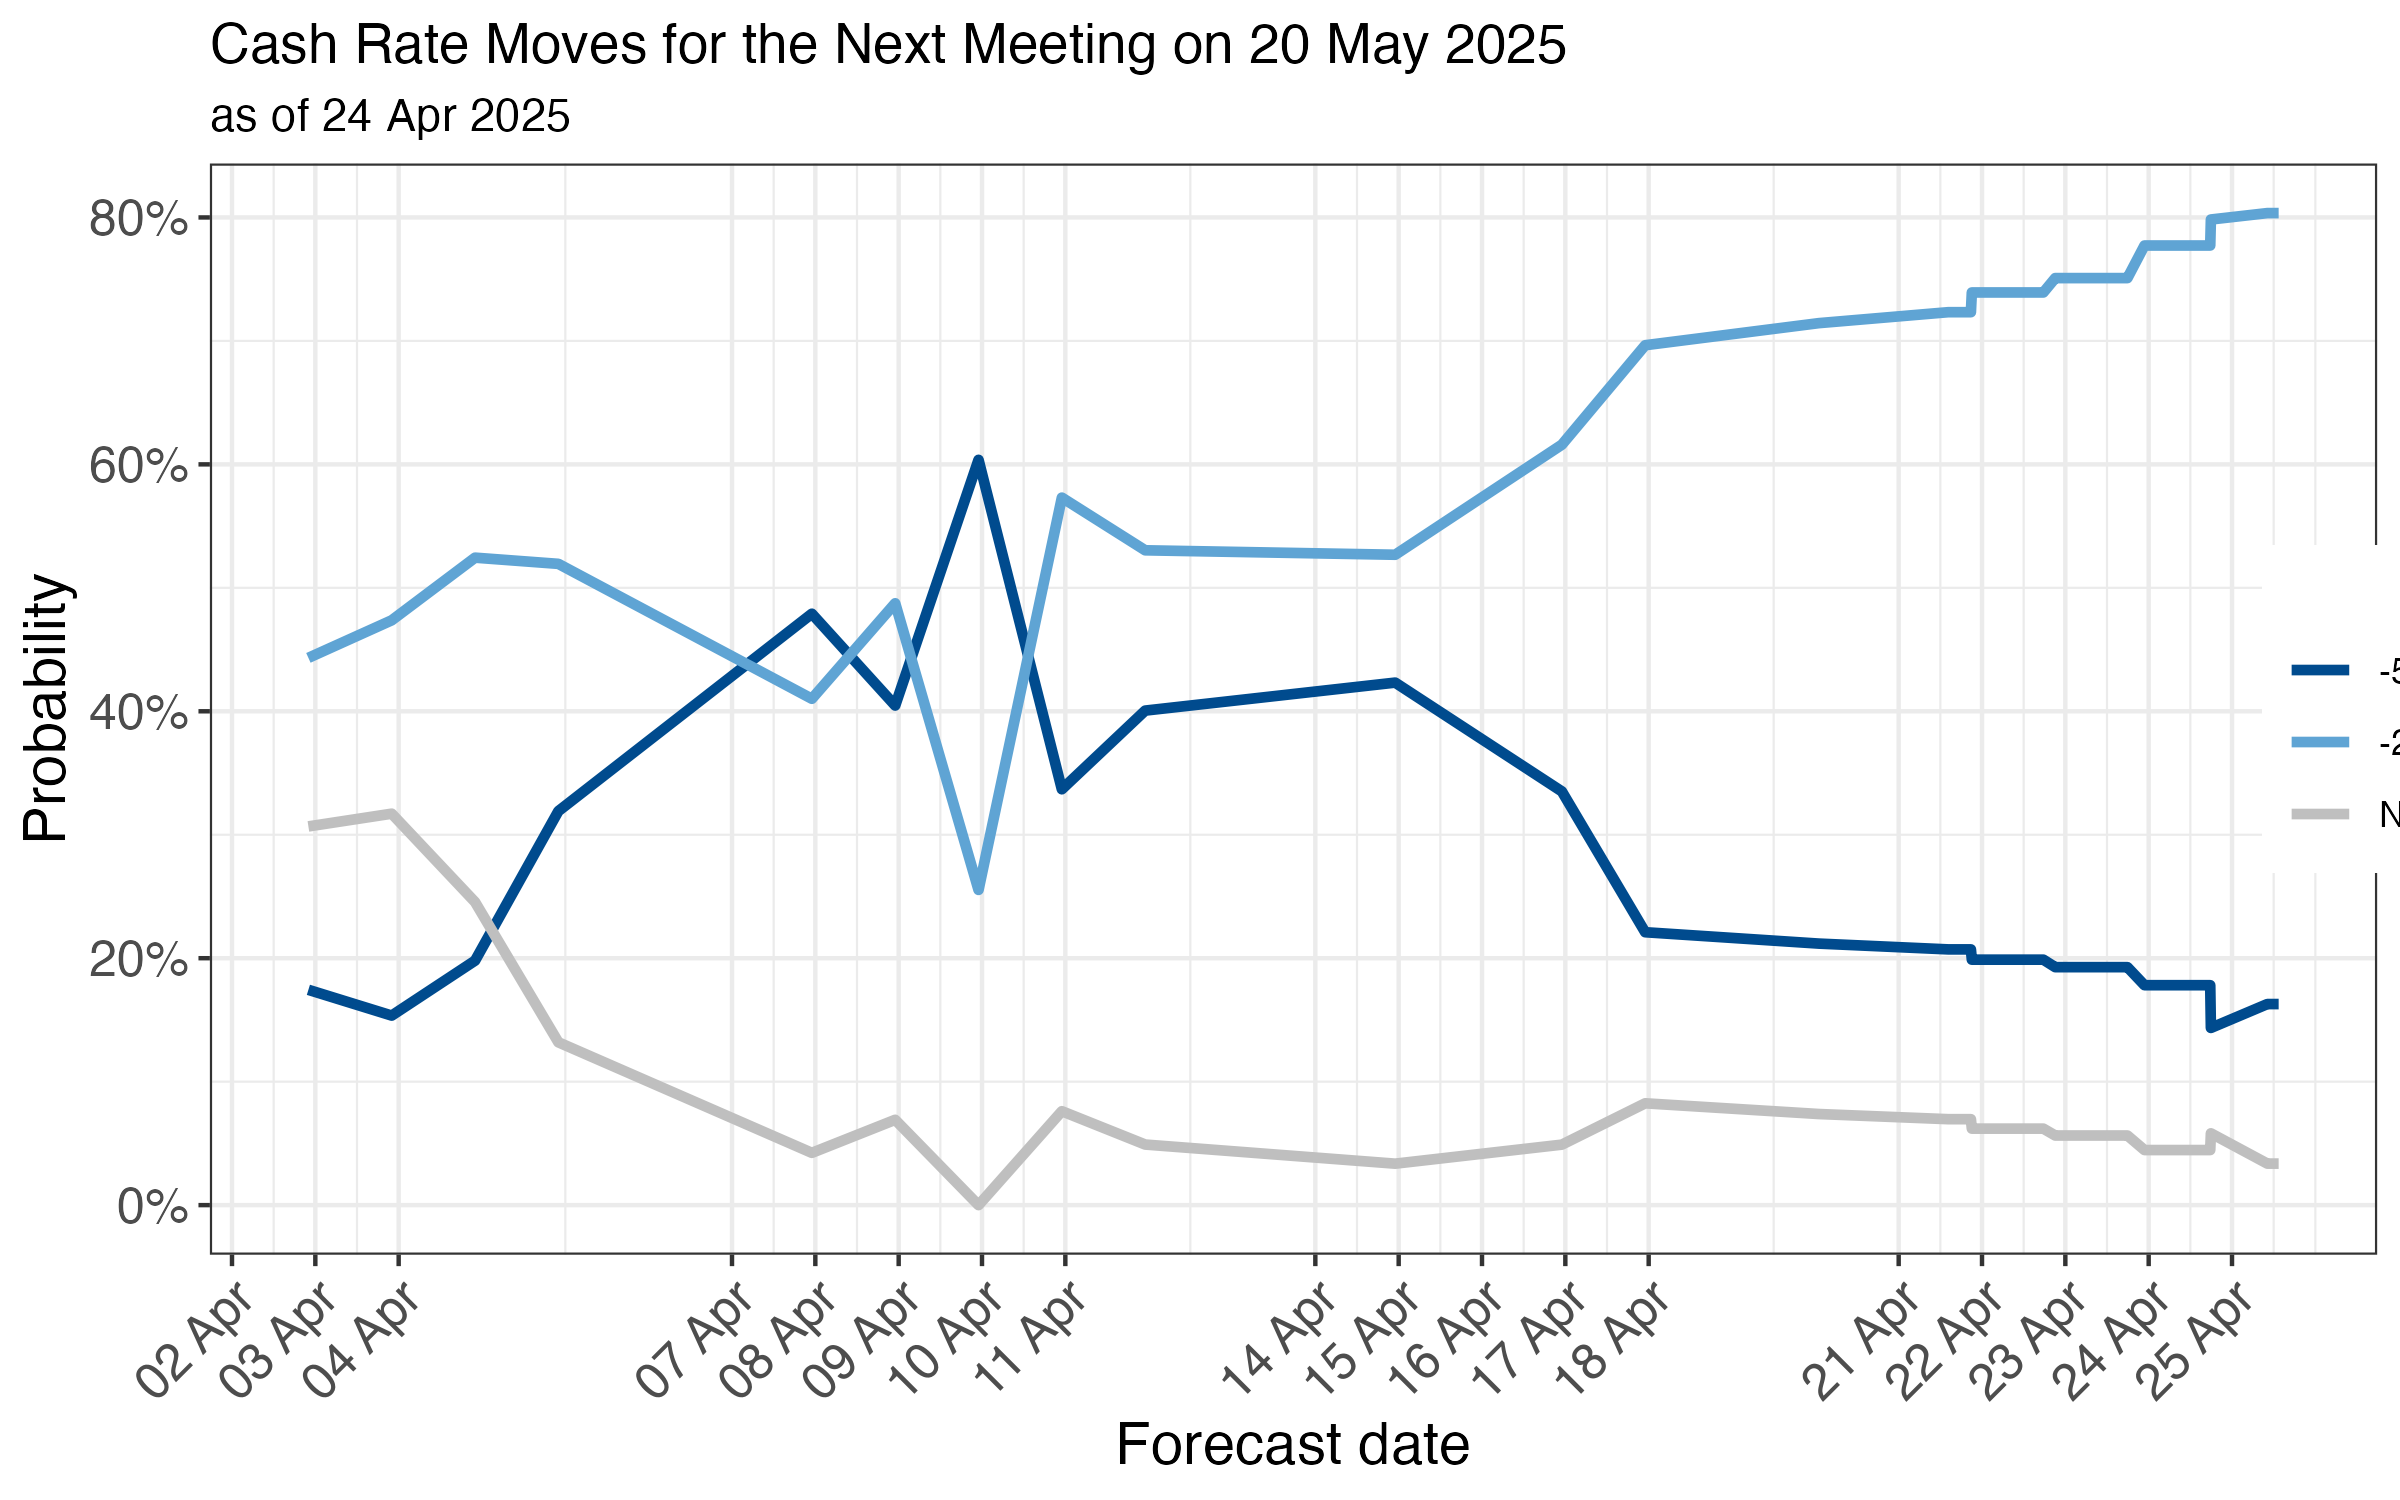 Cash Rate Moves for the Next Meeting on 20 May 2025
as of 24 Apr 2025
80%
60%
40%
20%
0%
Probability
-5
-2
N
02 Apr
03 Apr
04 Apr
07 Apr
08 Apr
09 Apr
10 Apr
11 Apr
14 Apr
15 Apr
16 Apr
17 Apr
18 Apr
21 Apr
22 Apr
23 Apr
24 Apr
25 Apr
Forecast date